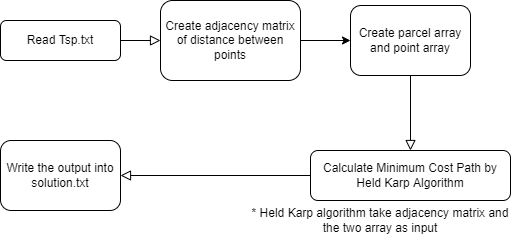 Read Tsp.txt
Create adjacency matrix
of distance between
points
Create parcel array
and point array
Write the output into
solution.txt
Calculate Minimum Cost Path by
Held Karp Algorithm
* Held Karp algorithm take adjacency matrix and
the two array as input